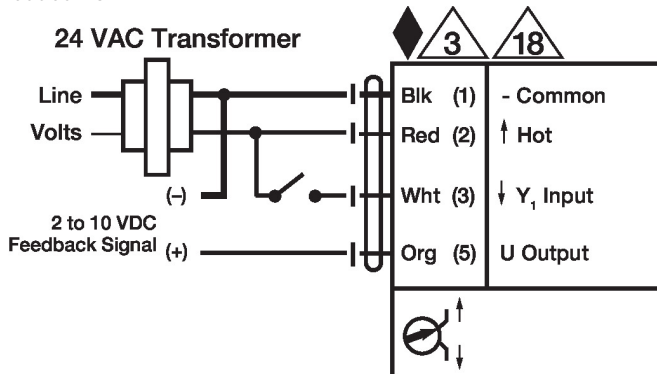 24 VAC Transformer
3
18
Line
Volts
Blk (1) - Common
Red (2) ↑ Hot
Wht (3) ↓ Y₁ Input
Org (5) U Output
(−)
2 to 10 VDC
Feedback Signal (+)